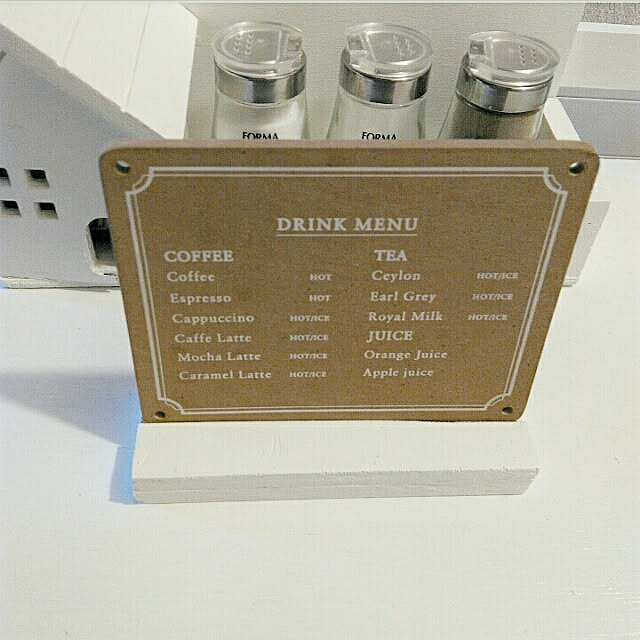 FORMA
FORMA
DRINK MENU
COFFEE
Coffee HOT
Espresso HOT
Cappuccino HOT/ICE
Caffe Latte HOT/ICE
Mocha Latte HOT/ICE
Caramel Latte HOT/ICE
TEA
Ceylon HOT/ICE
Earl Grey HOT/ICE
Royal Milk HOT/ICE
JUICE
Orange Juice
Apple juice